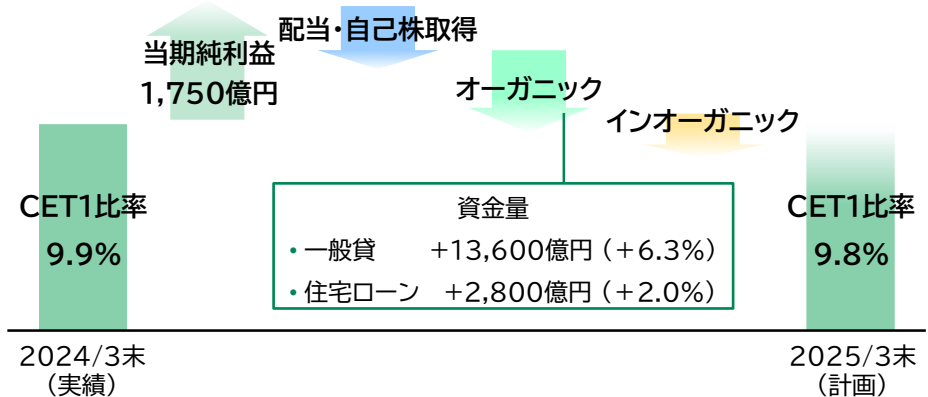 当期純利益
1,750億円
配当・自己株取得
オーガニック
インオーガニック
CET1比率
9.9%
資金量
・一般貸 +13,600億円（+6.3%）
・住宅ローン +2,800億円（+2.0%）
CET1比率
9.8%
2024/3末
（実績）
2025/3末
（計画）